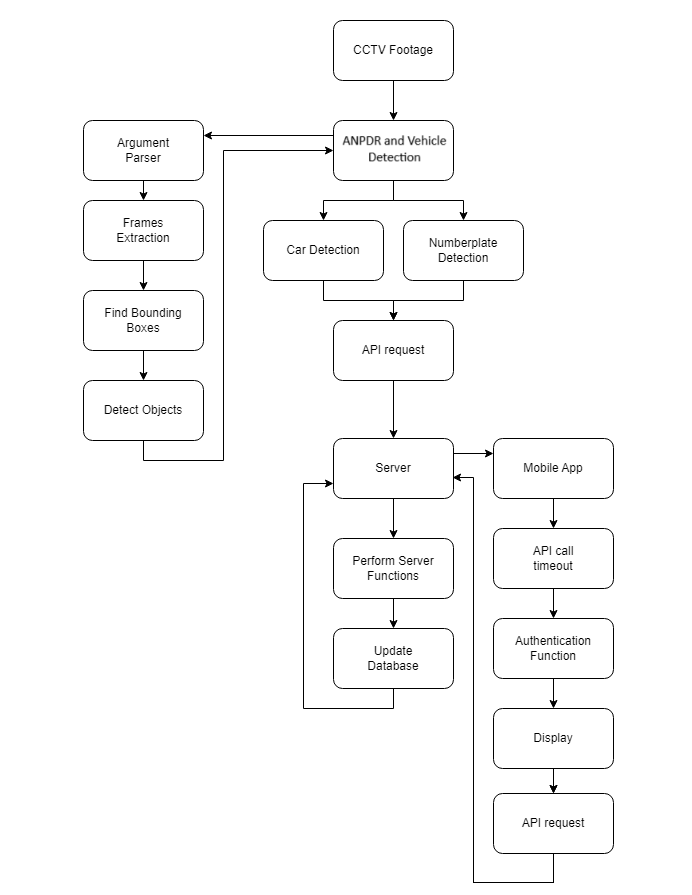 CCTV Footage
Argument
Parser
ANPDR and Vehicle
Detection
Frames
Extraction
Car Detection
Numberplate
Detection
Find Bounding
Boxes
API request
Detect Objects
Server
Mobile App
Perform Server
Functions
API call
timeout
Update
Database
Authentication
Function
Display
API request